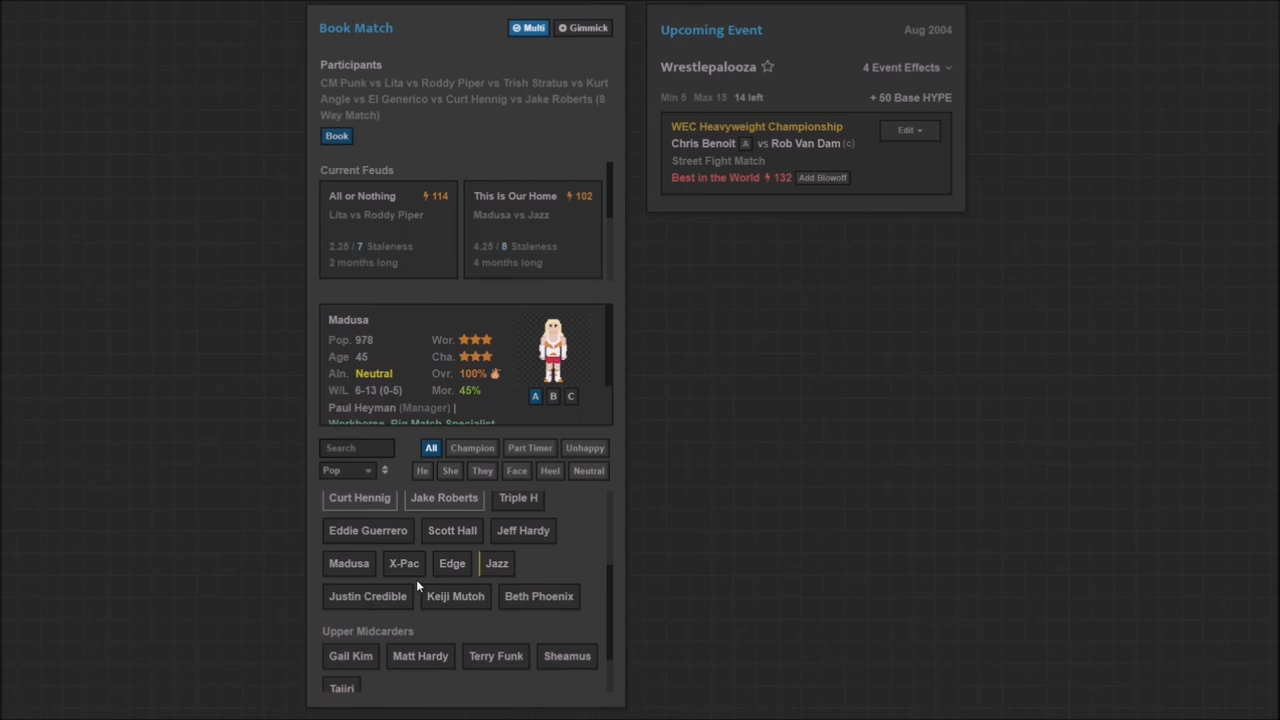 Book Match
Multi
Gimmick
Participants
CM Punk vs Lita vs Roddy Piper vs Trish Stratus vs Kurt
Angle vs El Generico vs Curt Hennig vs Jake Roberts (8
Way Match)
Book
Current Feuds
All or Nothing 114
Lita vs Roddy Piper
2.25 / 7 Staleness
2 months long
This Is Our Home 102
Madusa vs Jazz
4.25 / 8 Staleness
4 months long
Madusa
Pop. 978 Wor.
Age 45 Cha.
Aln. Neutral Ovr. 100%
W/L 6-13 (0-5) Mor. 45%
Paul Heyman (Manager) |
Workhorse, Big Match Specialist
A B C
Search All Champion Part Timer Unhappy
Pop He She They Face Heel Neutral
Curt Hennig Jake Roberts Triple H
Eddie Guerrero Scott Hall Jeff Hardy
Madusa X-Pac Edge Jazz
Justin Credible Keiji Mutoh Beth Phoenix
Upper Midcarders
Gail Kim Matt Hardy Terry Funk Sheamus
Tajiri
Upcoming Event Aug 2004
Wrestlepalooza 4 Event Effects
Min 5 Max 15 14 left + 50 Base HYPE
WEC Heavyweight Championship Edit
Chris Benoit A vs Rob Van Dam (c)
Street Fight Match
Best in the World 132 Add Blowoff